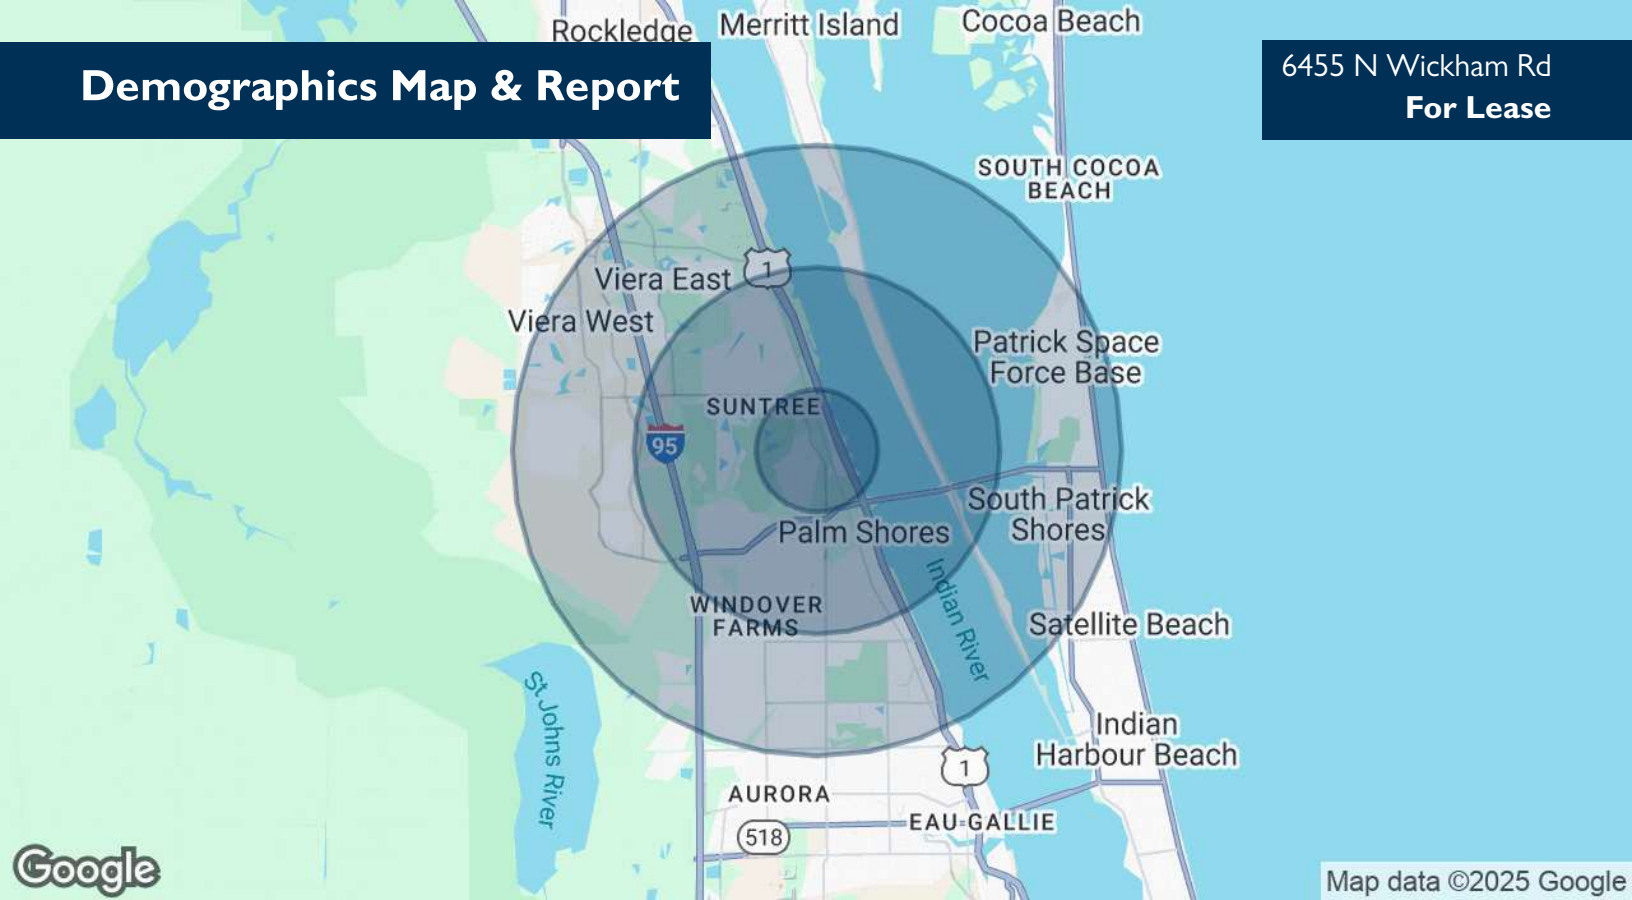 Rockledge
Merritt Island
Cocoa Beach
Demographics Map & Report
6455 N Wickham Rd
For Lease
SOUTH COCOA
BEACH
1
Viera East
Viera West
Patrick Space
Force Base
SUNTREE
95
South Patrick
Shores
Palm Shores
Indian River
WINDOVER
FARMS
Satellite Beach
St Johns River
Indian
Harbour Beach
1
AURORA
518
EAU GALLIE
Google
Map data ©2025 Google